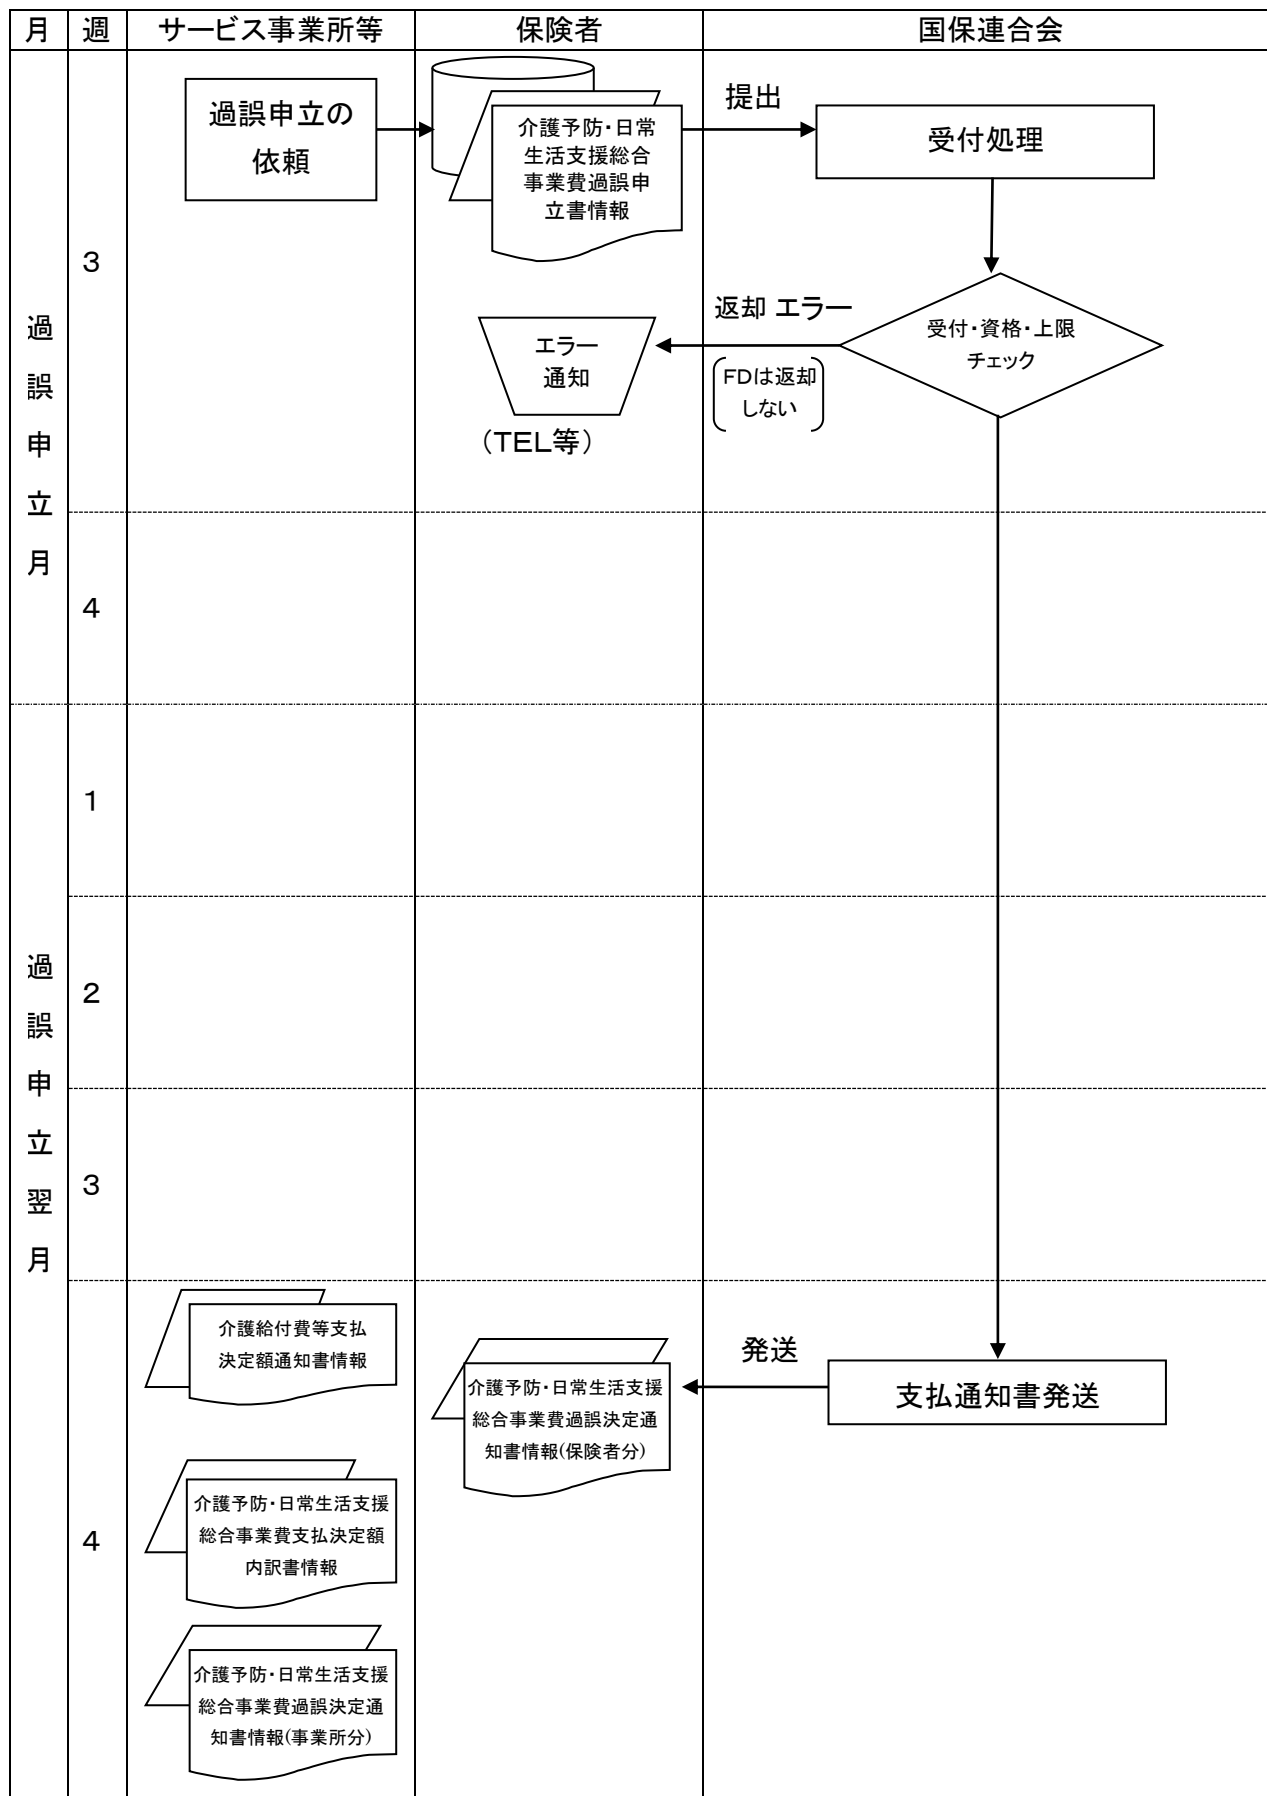 月 週 サービス事業所等 保険者 国保連合会
過誤申立月
3
過誤申立の
依頼
介護予防・日常
生活支援総合
事業費過誤申
立書情報
提出
受付処理
受付・資格・上限
チェック
返却 エラー
FDは返却
しない
エラー
通知
（TEL等）
4
過誤申立翌月
1
2
3
4
介護給付費等支払
決定額通知書情報
介護予防・日常生活支援
総合事業費支払決定額
内訳書情報
介護予防・日常生活支援
総合事業費過誤決定通
知書情報(事業所分)
介護予防・日常生活支援
総合事業費過誤決定通
知書情報(保険者分)
発送
支払通知書発送